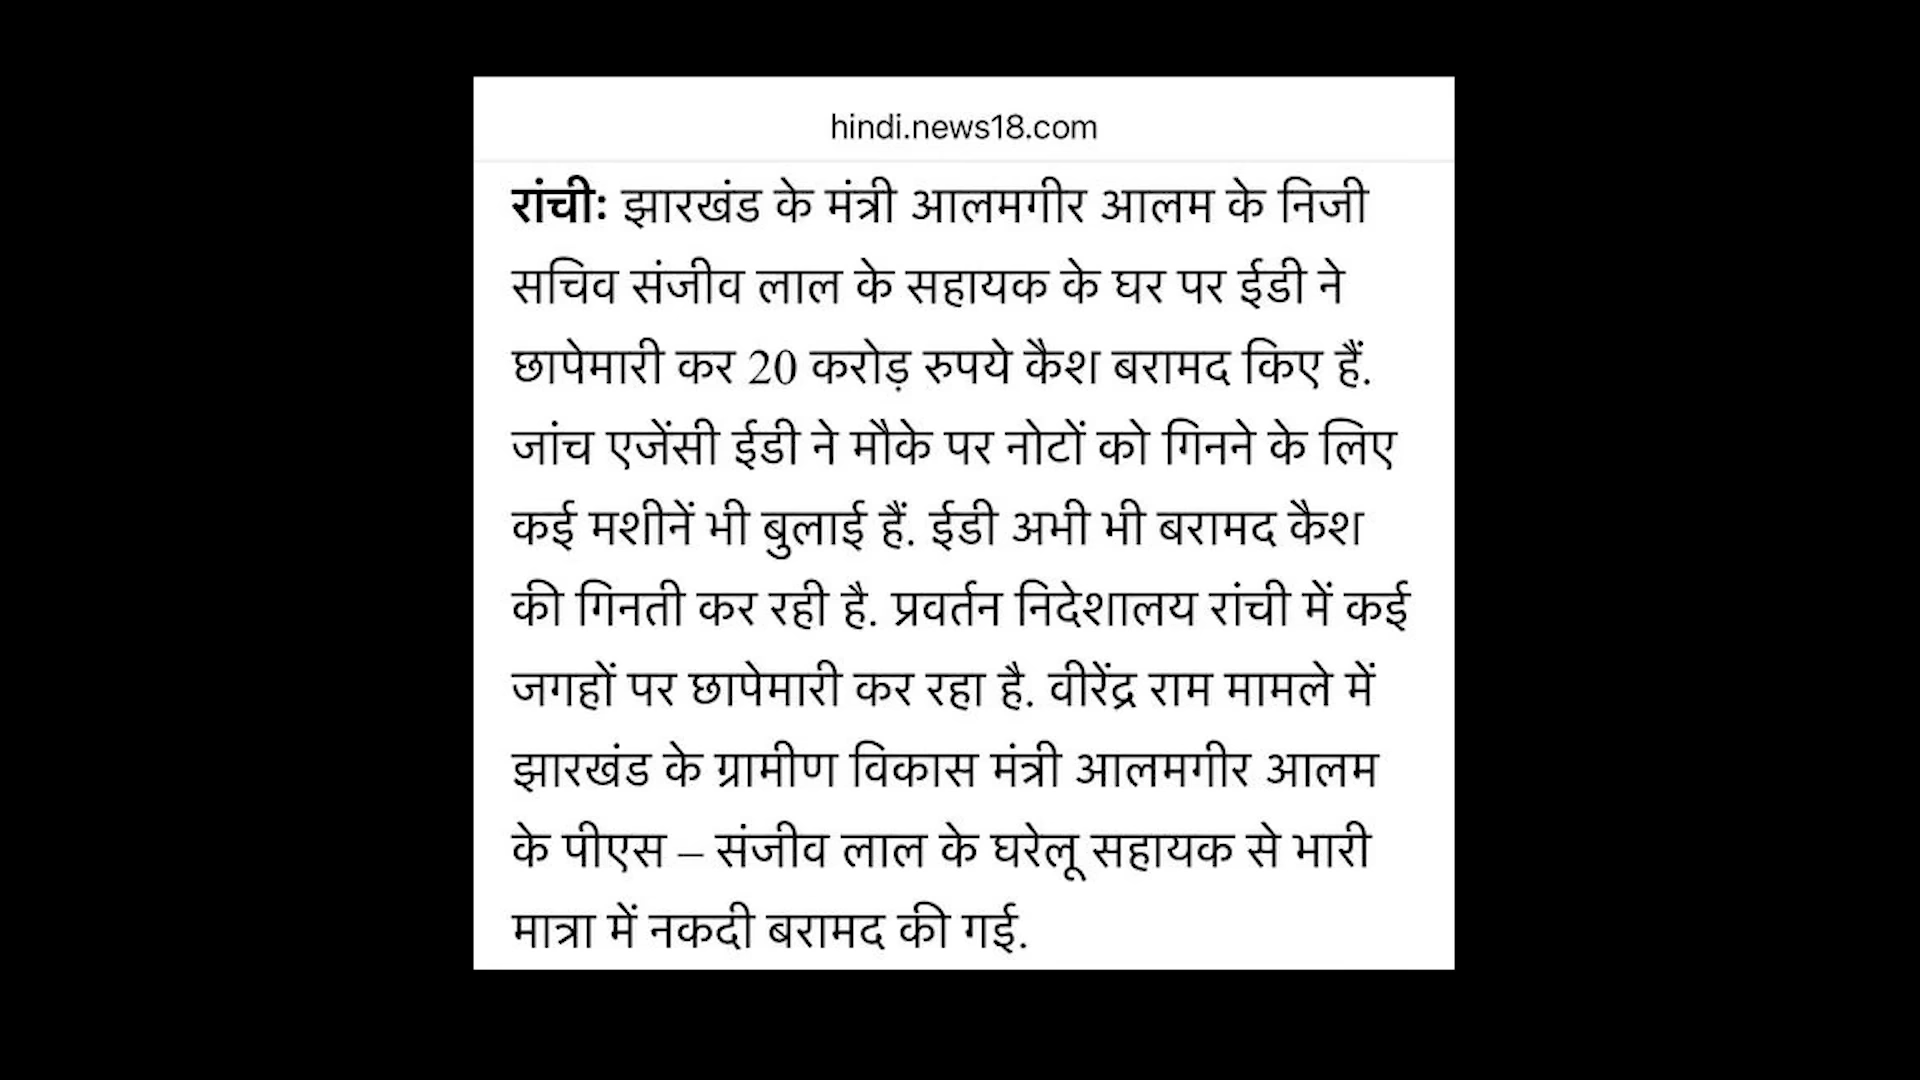 hindi.news18.com
रांची: झारखंड के मंत्री आलमगीर आलम के निजी
सचिव संजीव लाल के सहायक के घर पर ईडी ने
छापेमारी कर 20 करोड़ रुपये कैश बरामद किए हैं.
जांच एजेंसी ईडी ने मौके पर नोटों को गिनने के लिए
कई मशीनें भी बुलाई हैं. ईडी अभी भी बरामद कैश
की गिनती कर रही है. प्रवर्तन निदेशालय रांची में कई
जगहों पर छापेमारी कर रहा है. वीरेंद्र राम मामले में
झारखंड के ग्रामीण विकास मंत्री आलमगीर आलम
के पीएस – संजीव लाल के घरेलू सहायक से भारी
मात्रा में नकदी बरामद की गई.